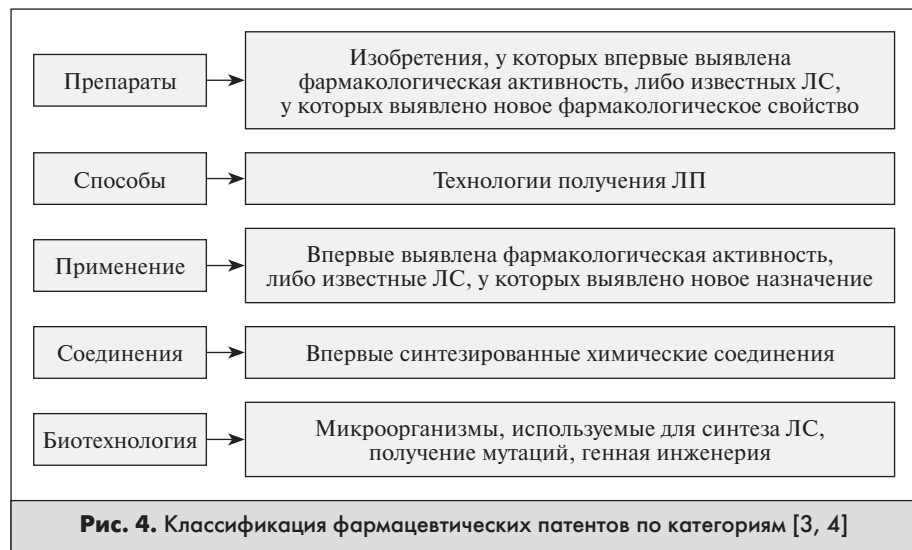 Препараты
Изобретения, у которых впервые выявлена
фармакологическая активность, либо известных ЛС,
у которых выявлено новое фармакологическое свойство
Способы
Технологии получения ЛП
Применение
Впервые выявлена фармакологическая активность,
либо известные ЛС, у которых выявлено новое назначение
Соединения
Впервые синтезированные химические соединения
Биотехнология
Микроорганизмы, используемые для синтеза ЛС,
получение мутаций, генная инженерия
Рис. 4. Классификация фармацевтических патентов по категориям [3, 4]